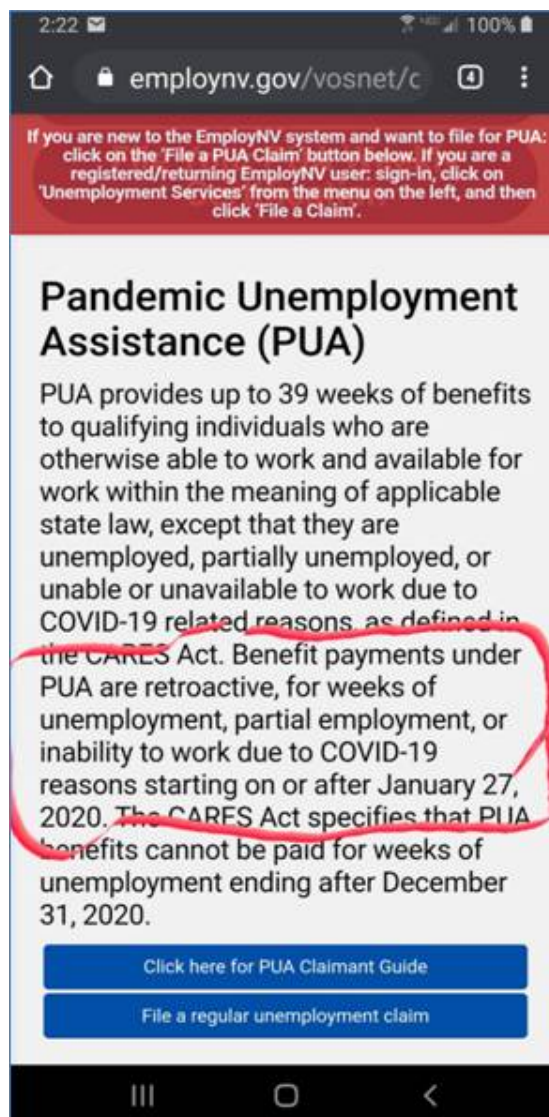 2:22 100%
employnv.gov/vosnet/c 4
If you are new to the EmployNV system and want to file for PUA:
click on the 'File a PUA Claim' button below. If you are a
registered/returning EmployNV user: sign-in, click on
'Unemployment Services' from the menu on the left, and then
click 'File a Claim'.
Pandemic Unemployment
Assistance (PUA)
PUA provides up to 39 weeks of benefits
to qualifying individuals who are
otherwise able to work and available for
work within the meaning of applicable
state law, except that they are
unemployed, partially unemployed, or
unable or unavailable to work due to
COVID-19 related reasons, as defined in
the CARES Act. Benefit payments under
PUA are retroactive, for weeks of
unemployment, partial employment, or
inability to work due to COVID-19
reasons starting on or after January 27,
2020. The CARES Act specifies that PUA
benefits cannot be paid for weeks of
unemployment ending after December
31, 2020.
Click here for PUA Claimant Guide
File a regular unemployment claim